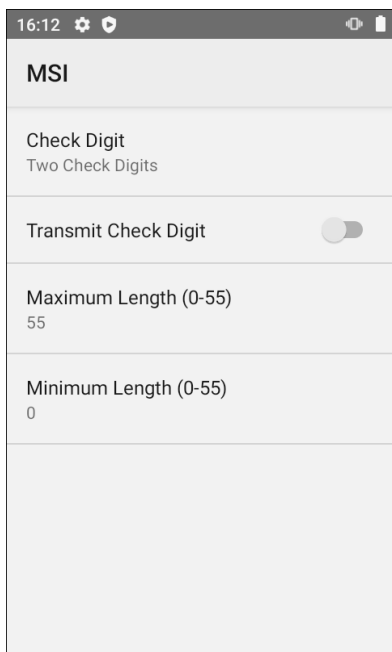 16:12
MSI
Check Digit
Two Check Digits
Transmit Check Digit
Maximum Length (0-55)
55
Minimum Length (0-55)
0